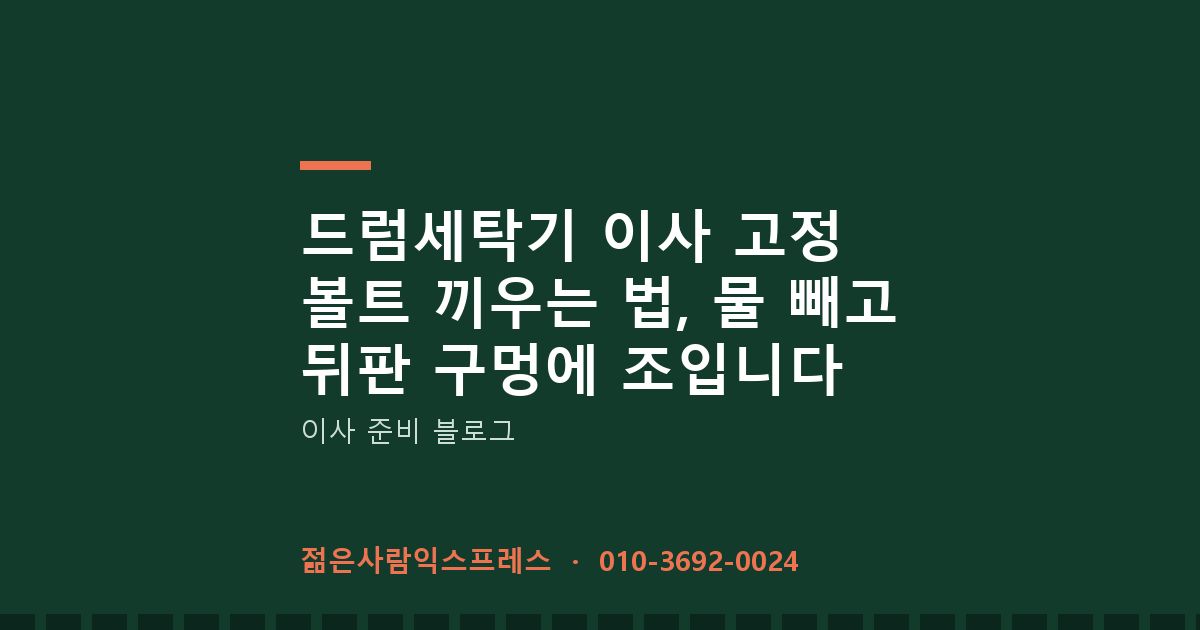 드럼세탁기 이사 고정
볼트 끼우는 법, 물 빼고
뒤판 구멍에 조입니다
이사 준비 블로그
젊은사람익스프레스 · 010-3692-0024